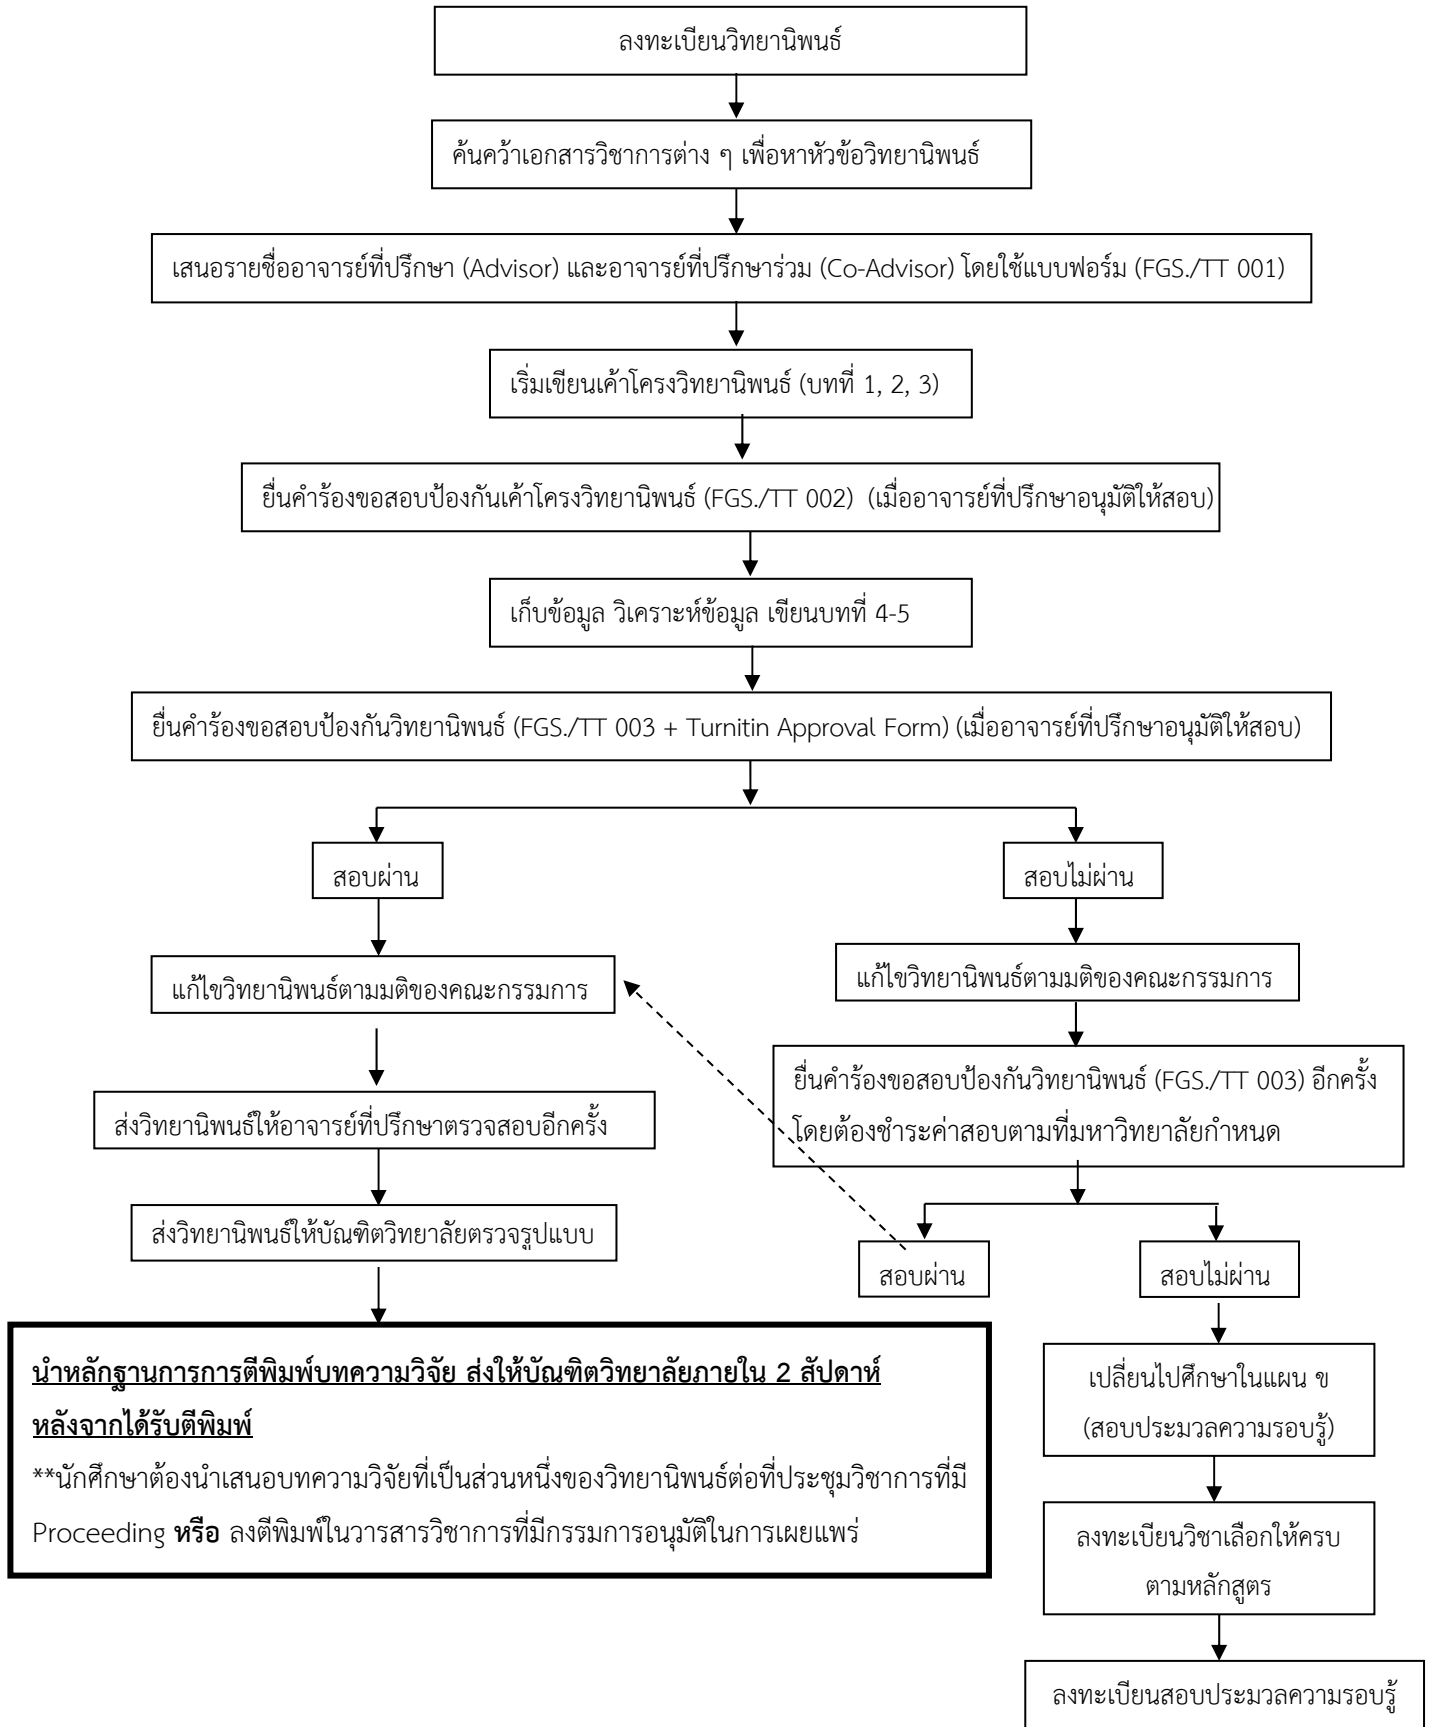 ลงทะเบียนวิทยานิพนธ์
ค้นคว้าเอกสารวิชาการต่าง ๆ เพื่อหาหัวข้อวิทยานิพนธ์
เสนอรายชื่ออาจารย์ที่ปรึกษา (Advisor) และอาจารย์ที่ปรึกษาร่วม (Co-Advisor) โดยใช้แบบฟอร์ม (FGS./TT 001)
เริ่มเขียนเค้าโครงวิทยานิพนธ์ (บทที่ 1, 2, 3)
ยื่นคำร้องขอสอบป้องกันเค้าโครงวิทยานิพนธ์ (FGS./TT 002) (เมื่ออาจารย์ที่ปรึกษาอนุมัติให้สอบ)
เก็บข้อมูล วิเคราะห์ข้อมูล เขียนบทที่ 4-5
ยื่นคำร้องขอสอบป้องกันวิทยานิพนธ์ (FGS./TT 003 + Turnitin Approval Form) (เมื่ออาจารย์ที่ปรึกษาอนุมัติให้สอบ)
สอบผ่าน
แก้ไขวิทยานิพนธ์ตามมติของคณะกรรมการ
ส่งวิทยานิพนธ์ให้อาจารย์ที่ปรึกษาตรวจสอบอีกครั้ง
ส่งวิทยานิพนธ์ให้บัณฑิตวิทยาลัยตรวจรูปแบบ
นำหลักฐานการการตีพิมพ์บทความวิจัย ส่งให้บัณฑิตวิทยาลัยภายใน 2 สัปดาห์
หลังจากได้รับตีพิมพ์
**นักศึกษาต้องนำเสนอบทความวิจัยที่เป็นส่วนหนึ่งของวิทยานิพนธ์ต่อที่ประชุมวิชาการที่มี
Proceeding หรือ ลงตีพิมพ์ในวารสารวิชาการที่มีกรรมการอนุมัติในการเผยแพร่
สอบไม่ผ่าน
แก้ไขวิทยานิพนธ์ตามมติของคณะกรรมการ
ยื่นคำร้องขอสอบป้องกันวิทยานิพนธ์ (FGS./TT 003) อีกครั้ง
โดยต้องชำระค่าสอบตามที่มหาวิทยาลัยกำหนด
สอบผ่าน
สอบไม่ผ่าน
เปลี่ยนไปศึกษาในแผน ข
(สอบประมวลความรอบรู้)
ลงทะเบียนวิชาเลือกให้ครบ
ตามหลักสูตร
ลงทะเบียนสอบประมวลความรอบรู้